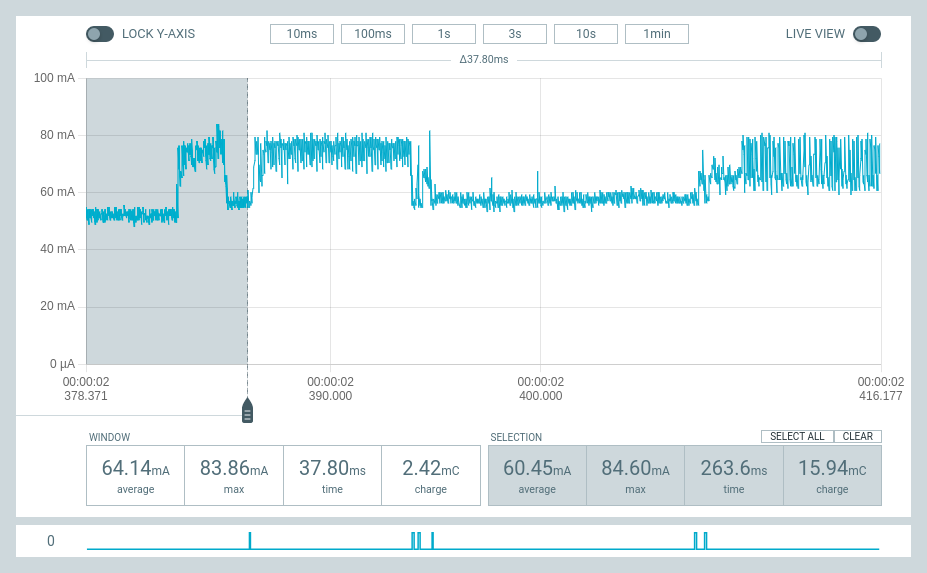 LOCK Y-AXIS 10ms 100ms 1s 3s 10s 1min LIVE VIEW
Δ37.80ms
100 mA
80 mA
60 mA
40 mA
20 mA
0 µA
00:00:02 00:00:02 00:00:02 00:00:02
378.371 390.000 400.000 416.177
WINDOW SELECTION SELECT ALL CLEAR
64.14mA 83.86mA 37.80ms 2.42mC 60.45mA 84.60mA 263.6ms 15.94mC
average max time charge average max time charge
0